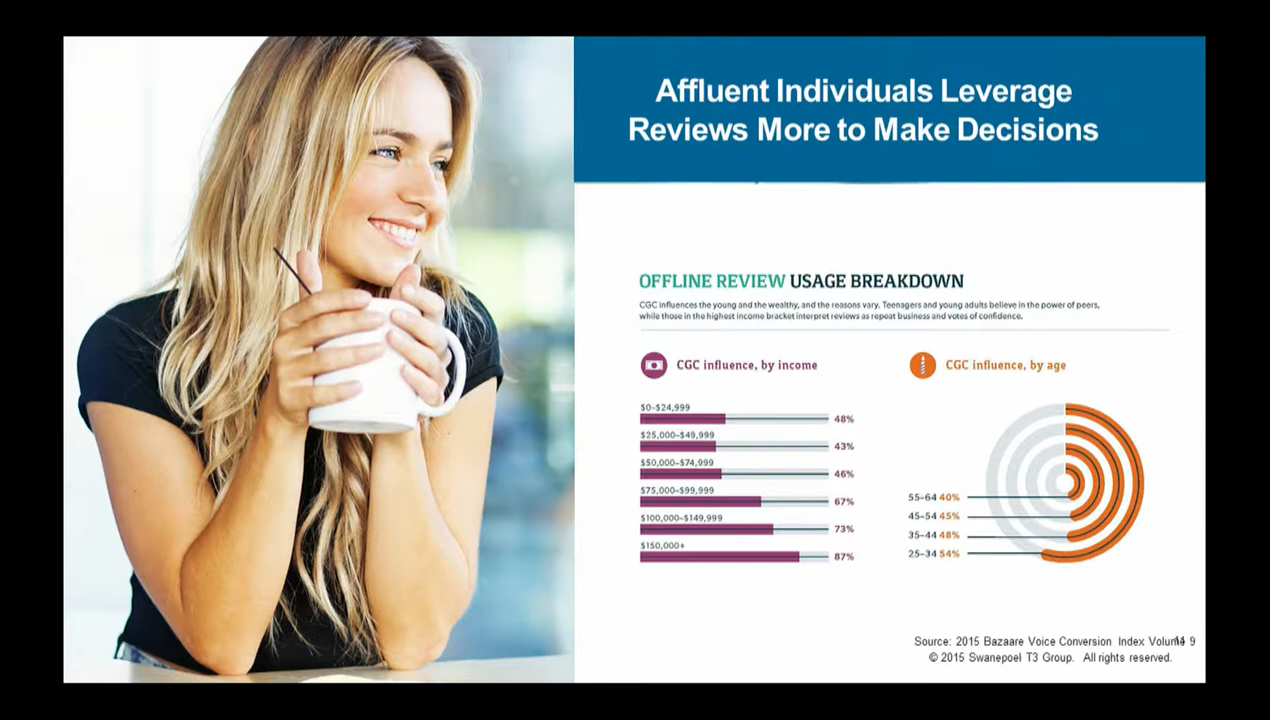 Affluent Individuals Leverage
Reviews More to Make Decisions
OFFLINE REVIEW USAGE BREAKDOWN
CGC influences the young and the wealthy, and the reasons vary. Teenagers and young adults believe in the power of peers,
while those in the highest income bracket interpret reviews as repeat business and votes of confidence.
CGC influence, by income
$0–$24,999
48%
$25,000–$49,999
43%
$50,000–$74,999
46%
$75,000–$99,999
67%
$100,000–$149,999
73%
$150,000+
87%
CGC influence, by age
55–64 40%
45–54 45%
35–44 48%
25–34 54%
Source: 2015 Bazaare Voice Conversion Index Volume 9
© 2015 Swanepoel T3 Group. All rights reserved.